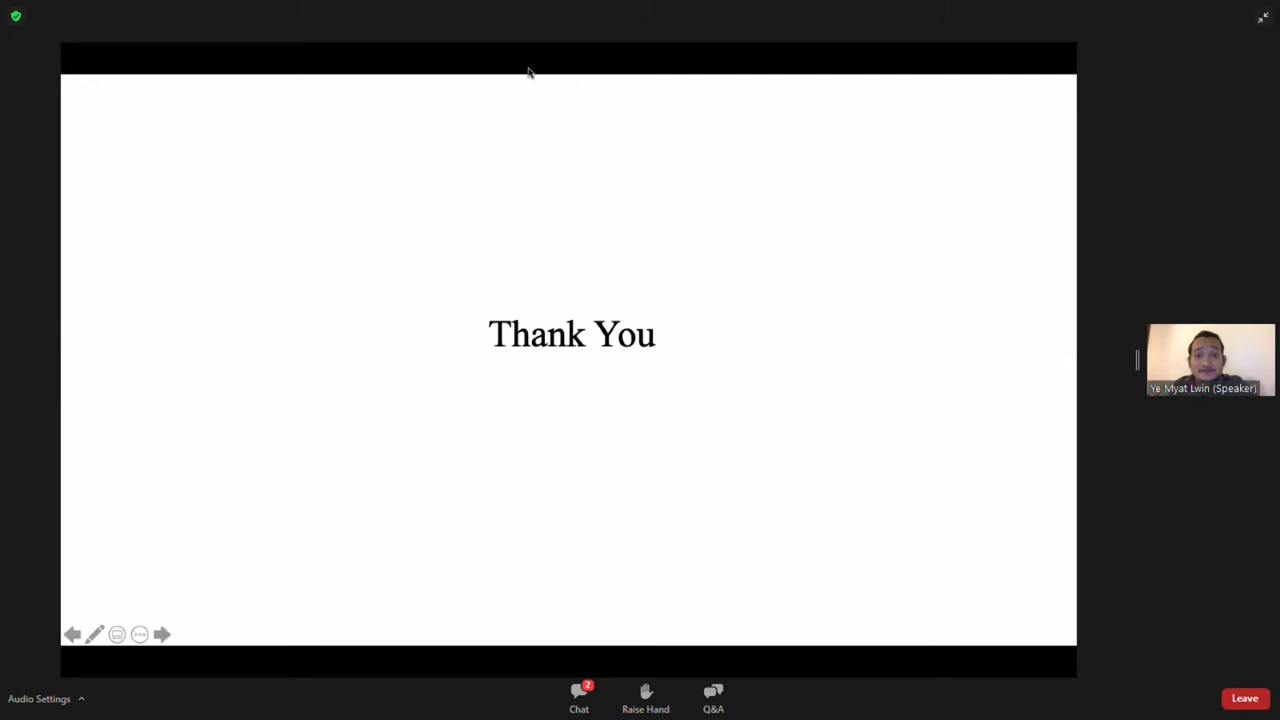 Thank You
Ye Myat Lwin (Speaker)
Audio Settings
2
Chat
Raise Hand
Q&A
Leave